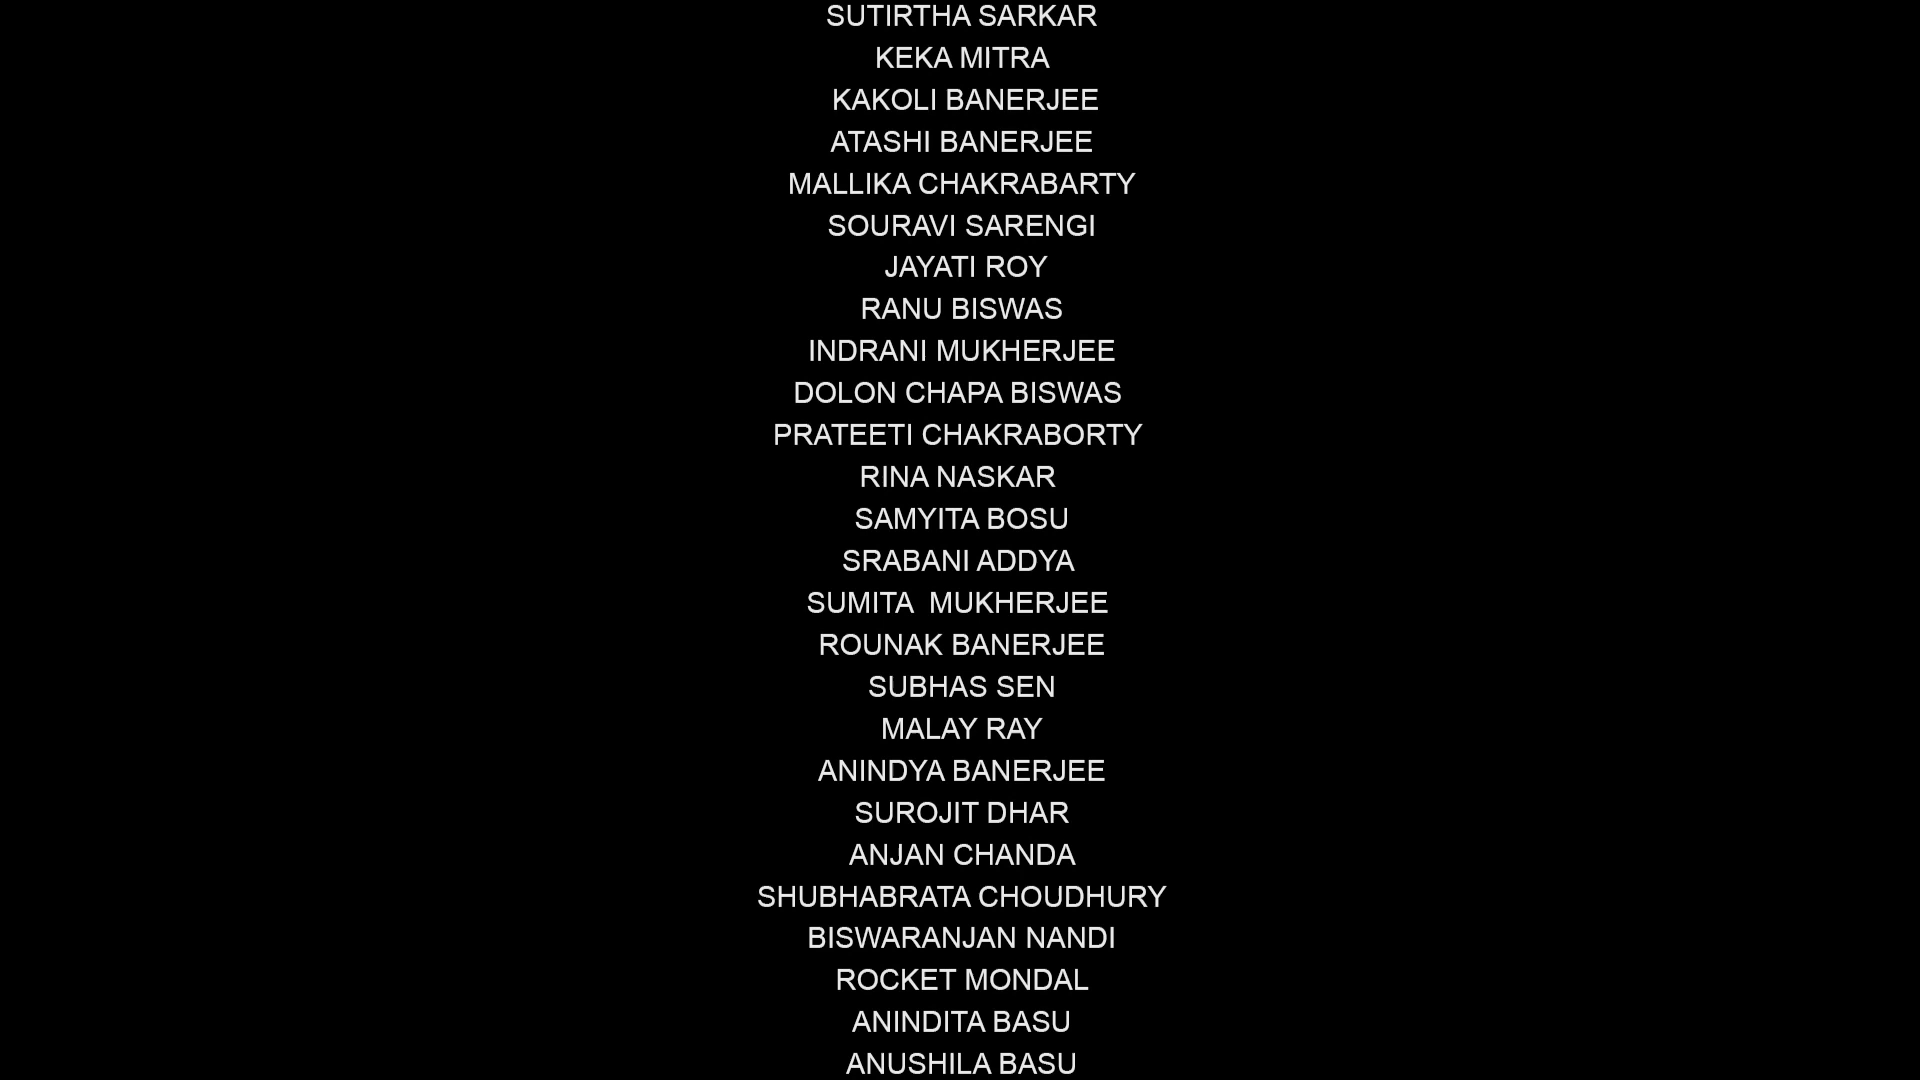 SUTIRTHA SARKAR
KEKA MITRA
KAKOLI BANERJEE
ATASHI BANERJEE
MALLIKA CHAKRABARTY
SOURAVI SARENGI
JAYATI ROY
RANU BISWAS
INDRANI MUKHERJEE
DOLON CHAPA BISWAS
PRATEETI CHAKRABORTY
RINA NASKAR
SAMYITA BOSU
SRABANI ADDYA
SUMITA  MUKHERJEE
ROUNAK BANERJEE
SUBHAS SEN
MALAY RAY
ANINDYA BANERJEE
SUROJIT DHAR
ANJAN CHANDA
SHUBHABRATA CHOUDHURY
BISWARANJAN NANDI
ROCKET MONDAL
ANINDITA BASU
ANUSHILA BASU